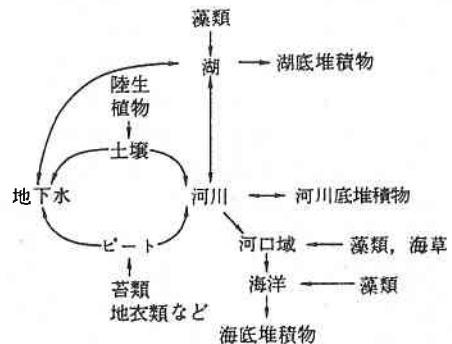 藻類
湖 湖底堆積物
陸生
植物
土壌
地下水 河川 河川底堆積物
ピート 河口域 藻類, 海草
苔類 海洋 藻類
地衣類など
海底堆積物